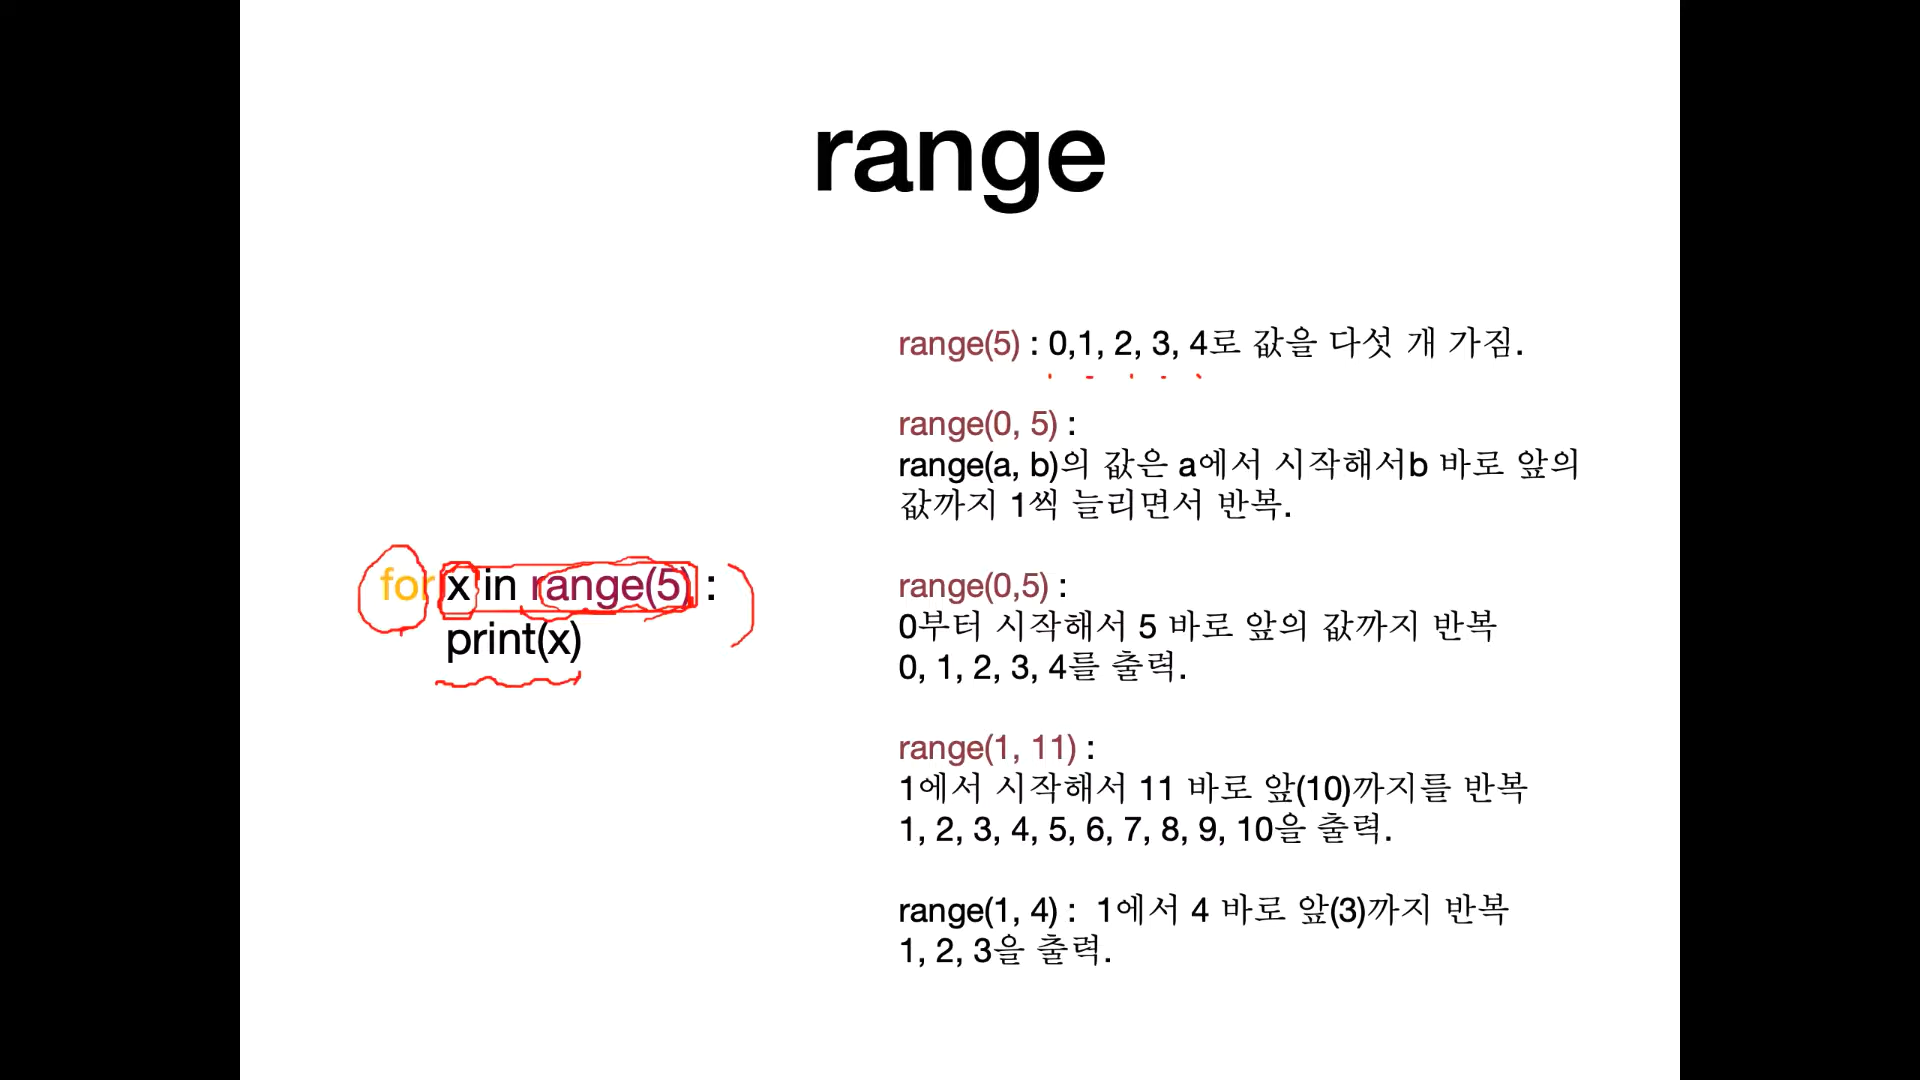 range
for x in range(5) :
print(x)
range(5) : 0,1, 2, 3, 4로 값을 다섯 개 가짐.
range(0, 5) :
range(a, b)의 값은 a에서 시작해서b 바로 앞의
값까지 1씩 늘리면서 반복.
range(0,5) :
0부터 시작해서 5 바로 앞의 값까지 반복
0, 1, 2, 3, 4를 출력.
range(1, 11) :
1에서 시작해서 11 바로 앞(10)까지를 반복
1, 2, 3, 4, 5, 6, 7, 8, 9, 10을 출력.
range(1, 4) :  1에서 4 바로 앞(3)까지 반복
1, 2, 3을 출력.